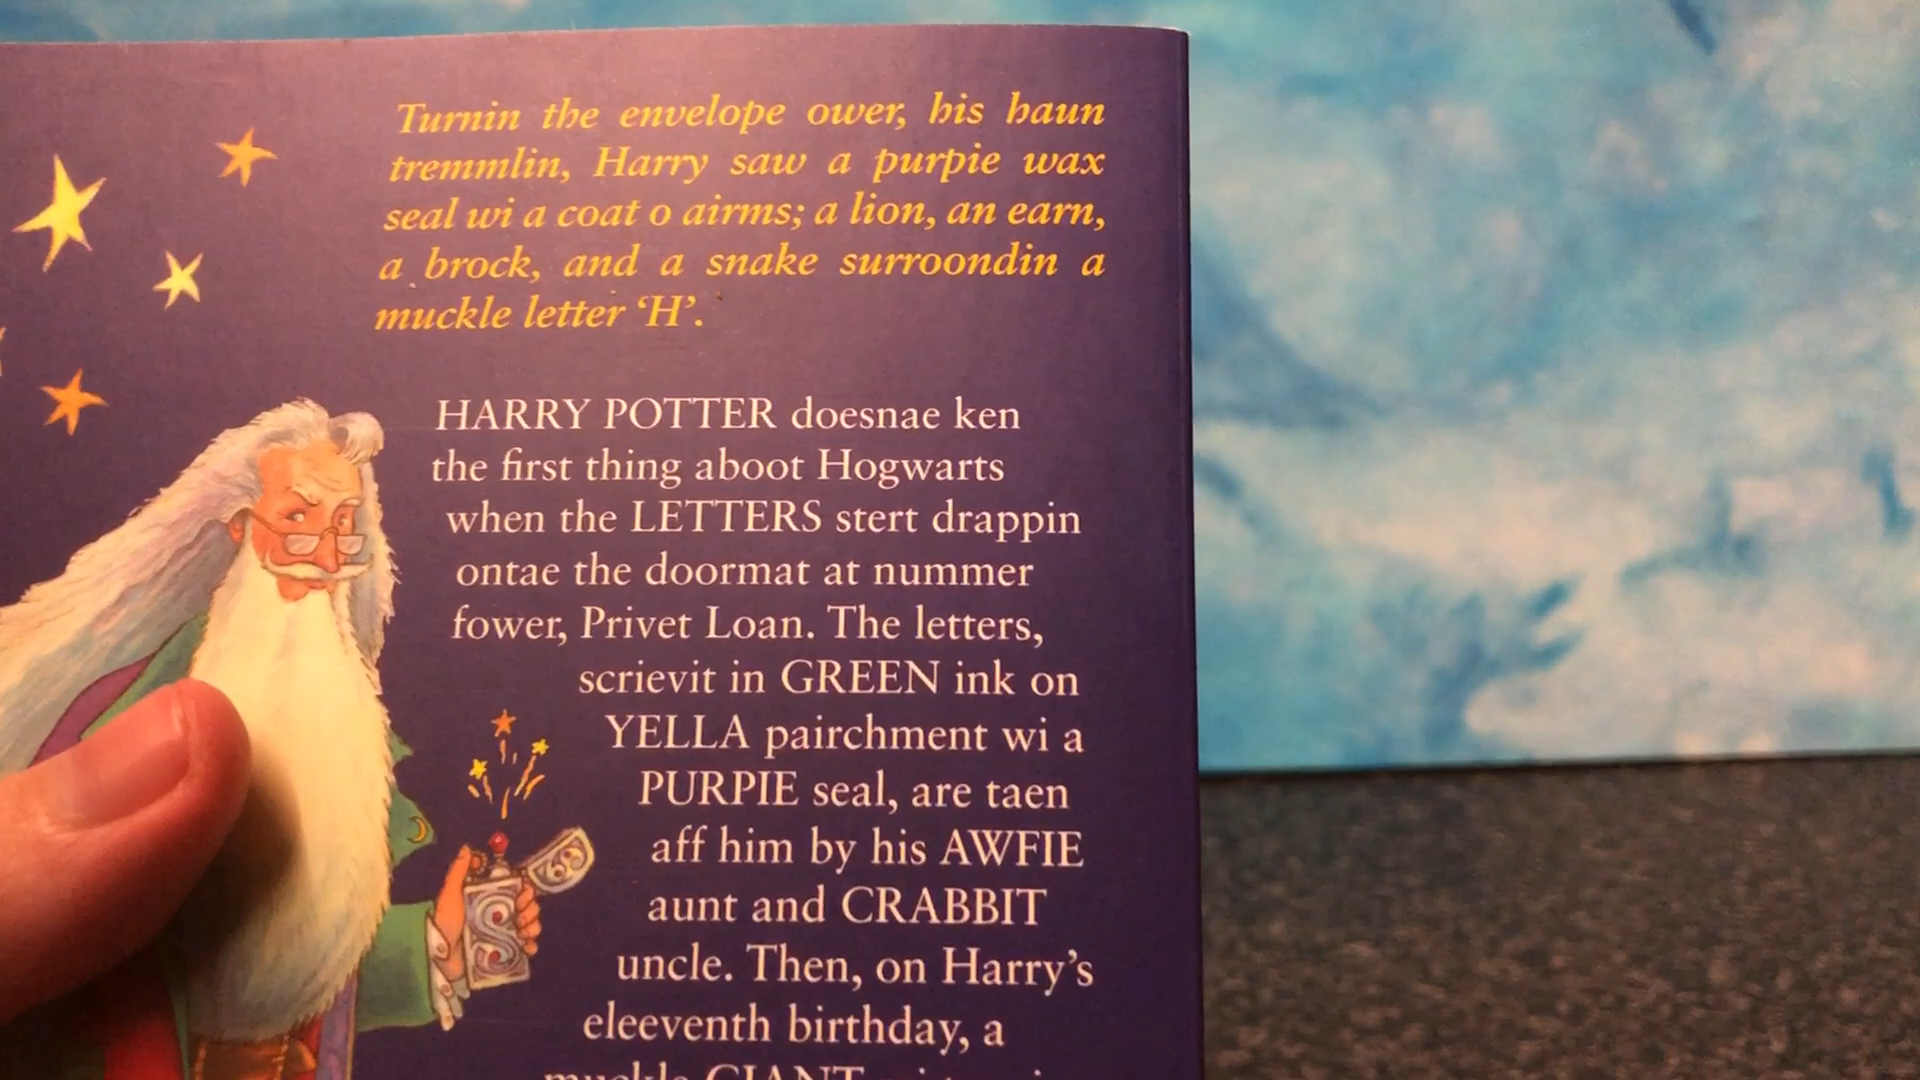 Turnin the envelope ower, his haun
tremmlin, Harry saw a purpie wax
seal wi a coat o airms; a lion, an earn,
a brock, and a snake surroondin a
muckle letter ‘H’.
HARRY POTTER doesnae ken
the first thing aboot Hogwarts
when the LETTERS stert drappin
ontae the doormat at nummer
fower, Privet Loan. The letters,
scrievit in GREEN ink on
YELLA pairchment wi a
PURPIE seal, are taen
aff him by his AWFIE
aunt and CRABBIT
uncle. Then, on Harry’s
eleeventh birthday, a
muckle GIANT